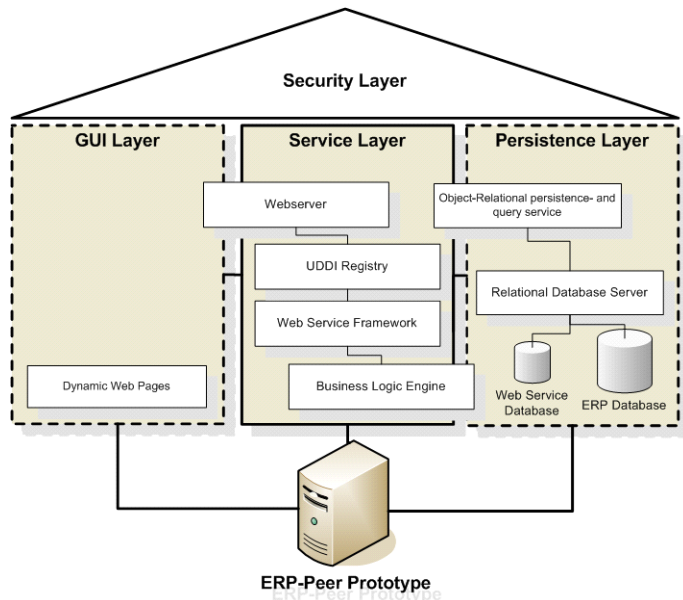 Security Layer
GUI Layer
Service Layer
Persistence Layer
Webserver
Object-Relational persistence- and
query service
UDDI Registry
Relational Database Server
Web Service Framework
Dynamic Web Pages
Business Logic Engine
Web Service
Database
ERP Database
ERP-Peer Prototype